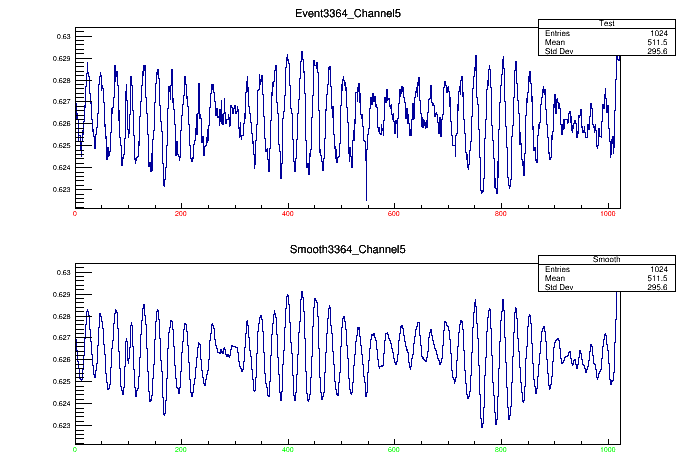 Event3364_Channel5
Test
Entries 1024
Mean 511.5
Std Dev 295.6
0.63
0.629
0.628
0.627
0.626
0.625
0.624
0.623
0 200 400 600 800 1000
Smooth3364_Channel5
Smooth
Entries 1024
Mean 511.5
Std Dev 295.6
0.63
0.629
0.628
0.627
0.626
0.625
0.624
0.623
0 200 400 600 800 1000